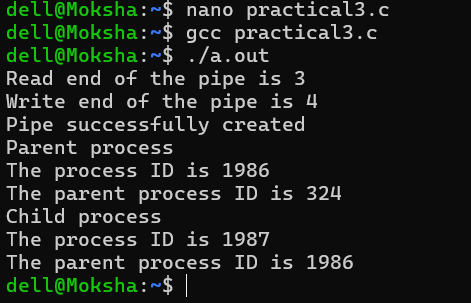 dell@Moksha:~$ nano practical3.c
dell@Moksha:~$ gcc practical3.c
dell@Moksha:~$ ./a.out
Read end of the pipe is 3
Write end of the pipe is 4
Pipe successfully created
Parent process
The process ID is 1986
The parent process ID is 324
Child process
The process ID is 1987
The parent process ID is 1986
dell@Moksha:~$